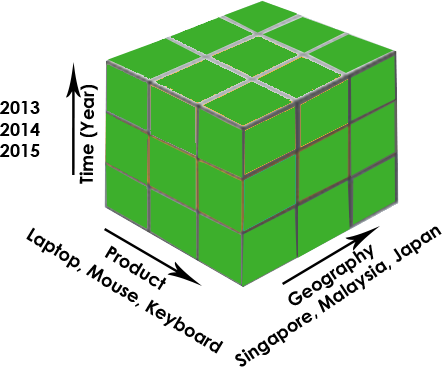 2013
2014
2015
Time (Year)
Product
Laptop, Mouse, Keyboard
Geography
Singapore, Malaysia, Japan